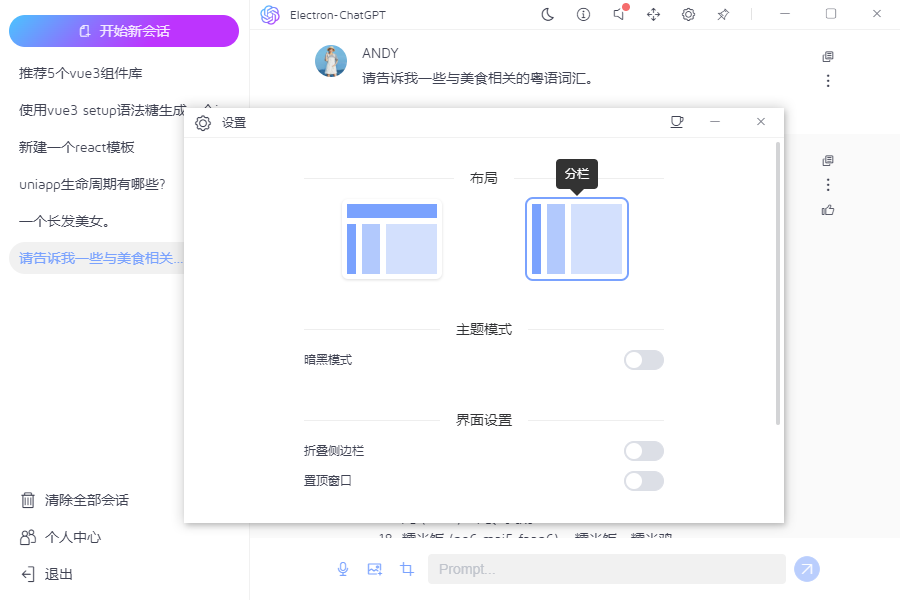 开始新会话
推荐5个vue3组件库
使用vue3 setup语法糖生成
新建一个react模板
uniapp生命周期有哪些?
一个长发美女。
请告诉我一些与美食相关...
清除全部会话
个人中心
退出
Electron-ChatGPT
ANDY
请告诉我一些与美食相关的粤语词汇。
设置
布局
分栏
主题模式
暗黑模式
界面设置
折叠侧边栏
置顶窗口
Prompt...